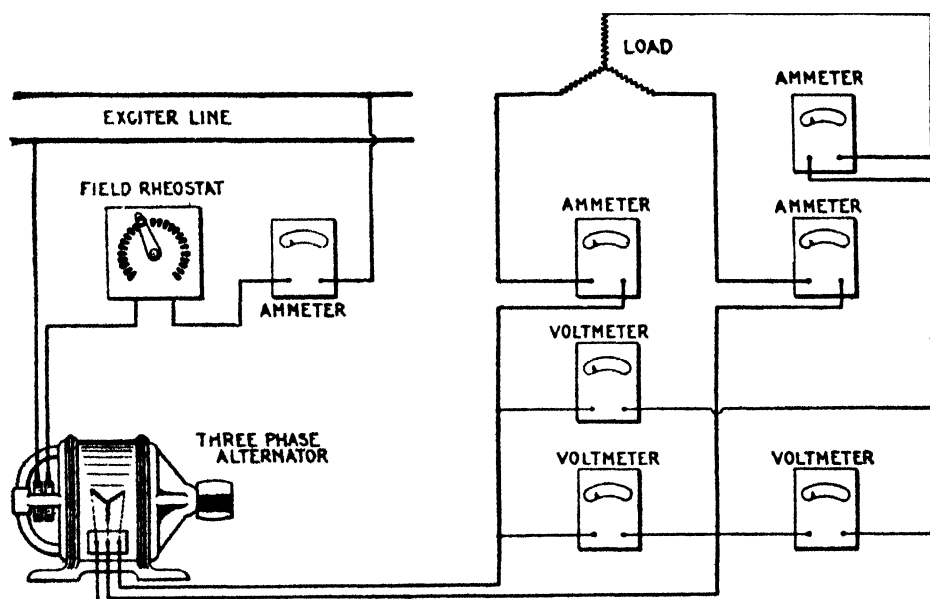 LOAD
AMMETER
EXCITER LINE
FIELD RHEOSTAT
AMMETER
AMMETER
AMMETER
VOLTMETER
THREE PHASE
ALTERNATOR
VOLTMETER
VOLTMETER